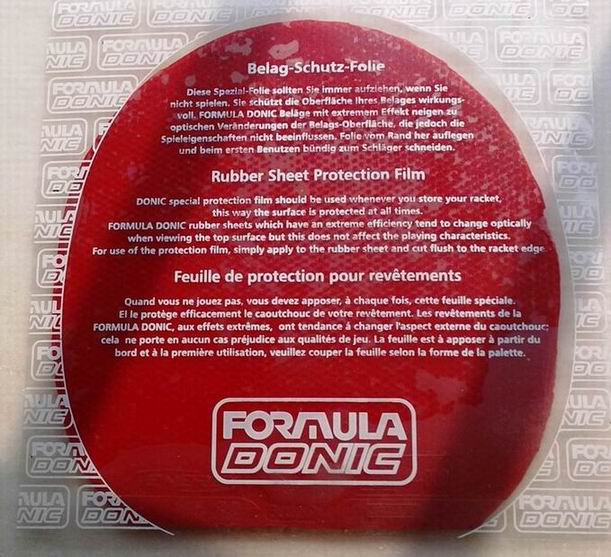 Belag-Schutz-Folie
Diese Spezial-Folie sollten Sie immer aufziehen, wenn Sie
nicht spielen. Sie schützt die Oberfläche Ihres Belages wirkungs-
voll. FORMULA DONIC Beläge mit extremem Effekt neigen zu
optischen Veränderungen der Belags-Oberfläche, die jedoch die
Spieleigenschaften nicht beeinflussen. Folie vom Rand her auflegen
und beim ersten Benutzen bündig zum Schläger schneiden.
Rubber Sheet Protection Film
DONIC special protection film should be used whenever you store your racket,
this way the surface is protected at all times.
FORMULA DONIC rubber sheets which have an extreme efficiency tend to change optically
when viewing the top surface but this does not affect the playing characteristics.
For use of the protection film, simply apply to the rubber sheet and cut flush to the racket edge
Feuille de protection pour revêtements
Quand vous ne jouez pas, vous devez apposer, à chaque fois, cette feuille spéciale.
El le protège efficacement le caoutchouc de votre revêtement. Les revêtements de la
FORMULA DONIC, aux effets extrêmes, ont tendance á changer l'aspect externe du caoutchouc;
cela ne porte en aucun cas préjudice aux qualités de jeu. La feuille est à apposer à partir du
bord et à la première utilisation, veuillez couper la feuille selon la forme de la palette.
FORMULA
DONIC